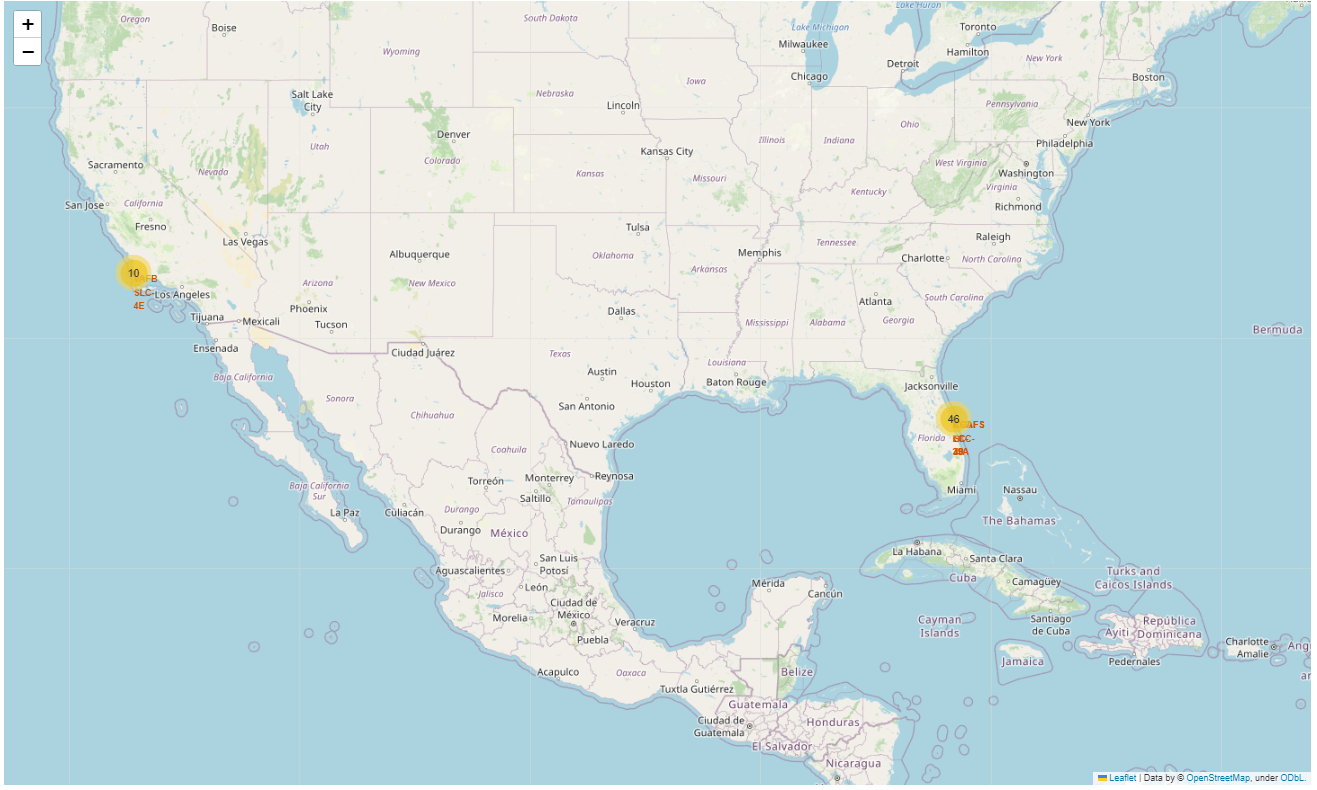 +
−
Oregon
Boise
South Dakota
Lake Huron
Toronto
Lake Michigan
Milwaukee
Hamilton
Wyoming
New York
Detroit
Chicago
Boston
Iowa
Salt Lake
City
Nebraska
Lincoln
Pennsylvania
New York
Denver
Ohio
Philadelphia
Utah
Illinois
Indiana
Kansas City
Sacramento
Colorado
West Virginia
Nevada
Kansas
Missouri
Washington
Virginia
Kentucky
San Jose
California
Richmond
Fresno
Tulsa
Raleigh
Las Vegas
Tennessee
Albuquerque
Oklahoma
Memphis
Charlotte
North Carolina
10
Arkansas
AFB
Arizona
New Mexico
SLC-
Los Angeles
South Carolina
4E
Phoenix
Atlanta
Dallas
Tijuana
Mexicali
Tucson
Mississippi
Alabama
Georgia
Bermuda
Ensenada
Ciudad Juárez
Texas
Louisiana
Austin
Baja California
Houston
Baton Rouge
Jacksonville
Sonora
San Antonio
Chihuahua
46
AFS
Florida
Nuevo Laredo
Coahuila
Reynosa
Torreón
Monterrey
Baja California
Sur
Saltillo
Miami
Nassau
Tamaulipas
La Paz
Culiacán
Durango
The Bahamas
Durango
México
La Habana
San Luis
Potosí
Santa Clara
Aguascalientes
Turks and
Caicos Islands
Cuba
Camagüey
Mérida
León
Jalisco
Cancún
Ciudad de
México
Morelia
Cayman
Islands
Santiago
de Cuba
República
Dominicana
Veracruz
Ayiti
Puebla
Charlotte
Amalie
Jamaica
Pedernales
Acapulco
Oaxaca
Belize
Tuxtla Gutiérrez
Guatemala
Ciudad de
Guatemala
Honduras
El Salvador
Nicaragua
Leaflet | Data by © OpenStreetMap, under ODbL.